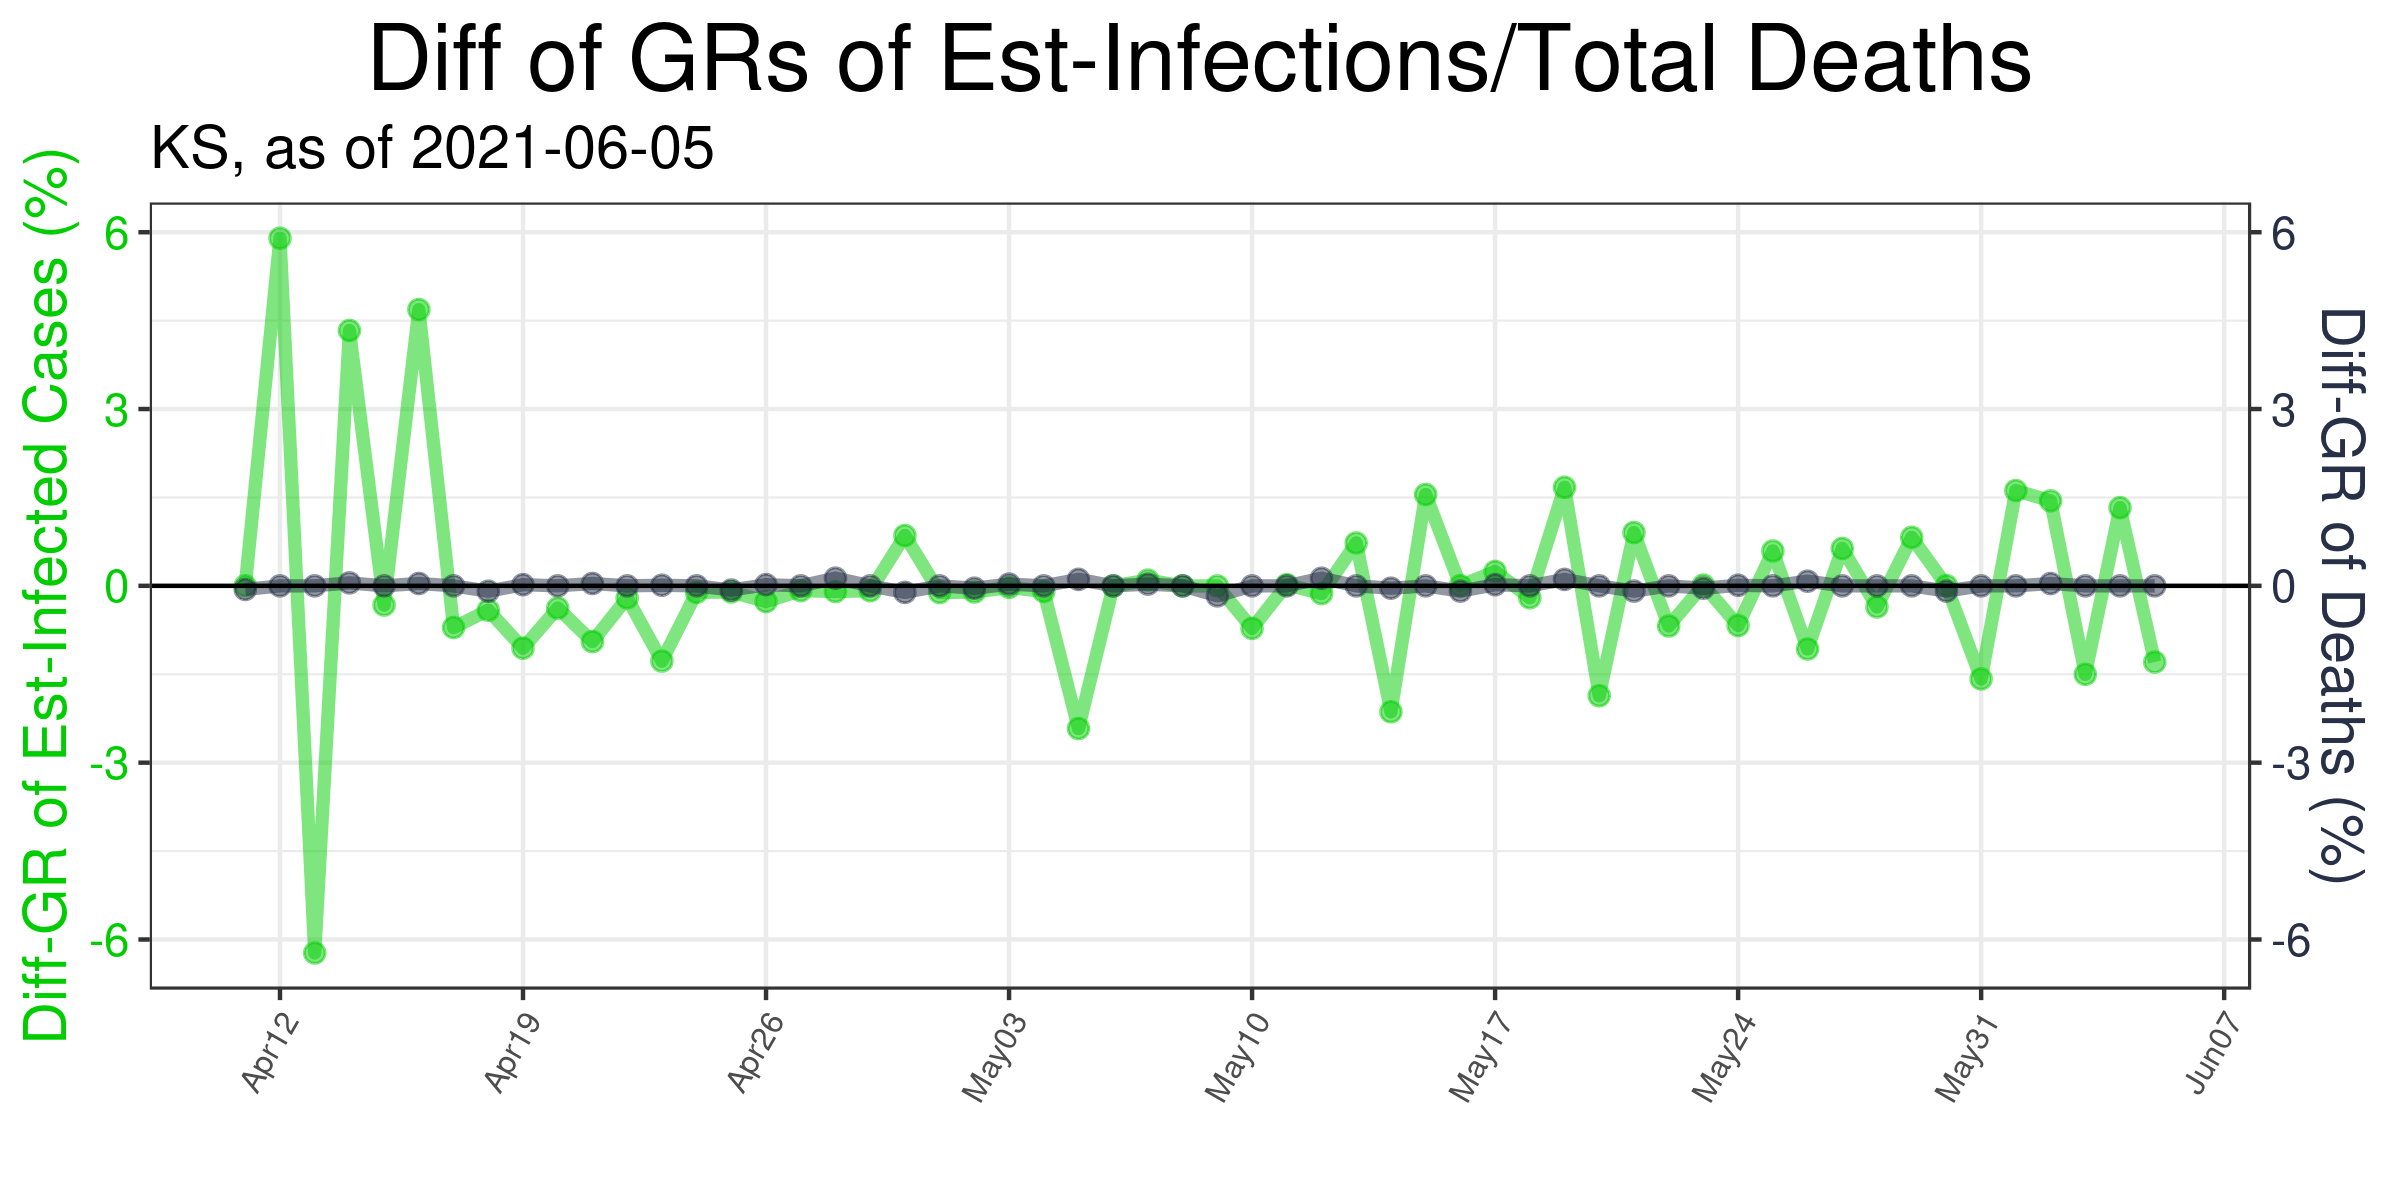 Diff of GRs of Est-Infections/Total Deaths
KS, as of 2021-06-05
Diff-GR of Est-Infected Cases (%)
6
3
0
-3
-6
6
3
0
-3
-6
Diff-GR of Deaths (%)
Apr12
Apr19
Apr26
May03
May10
May17
May24
May31
Jun07